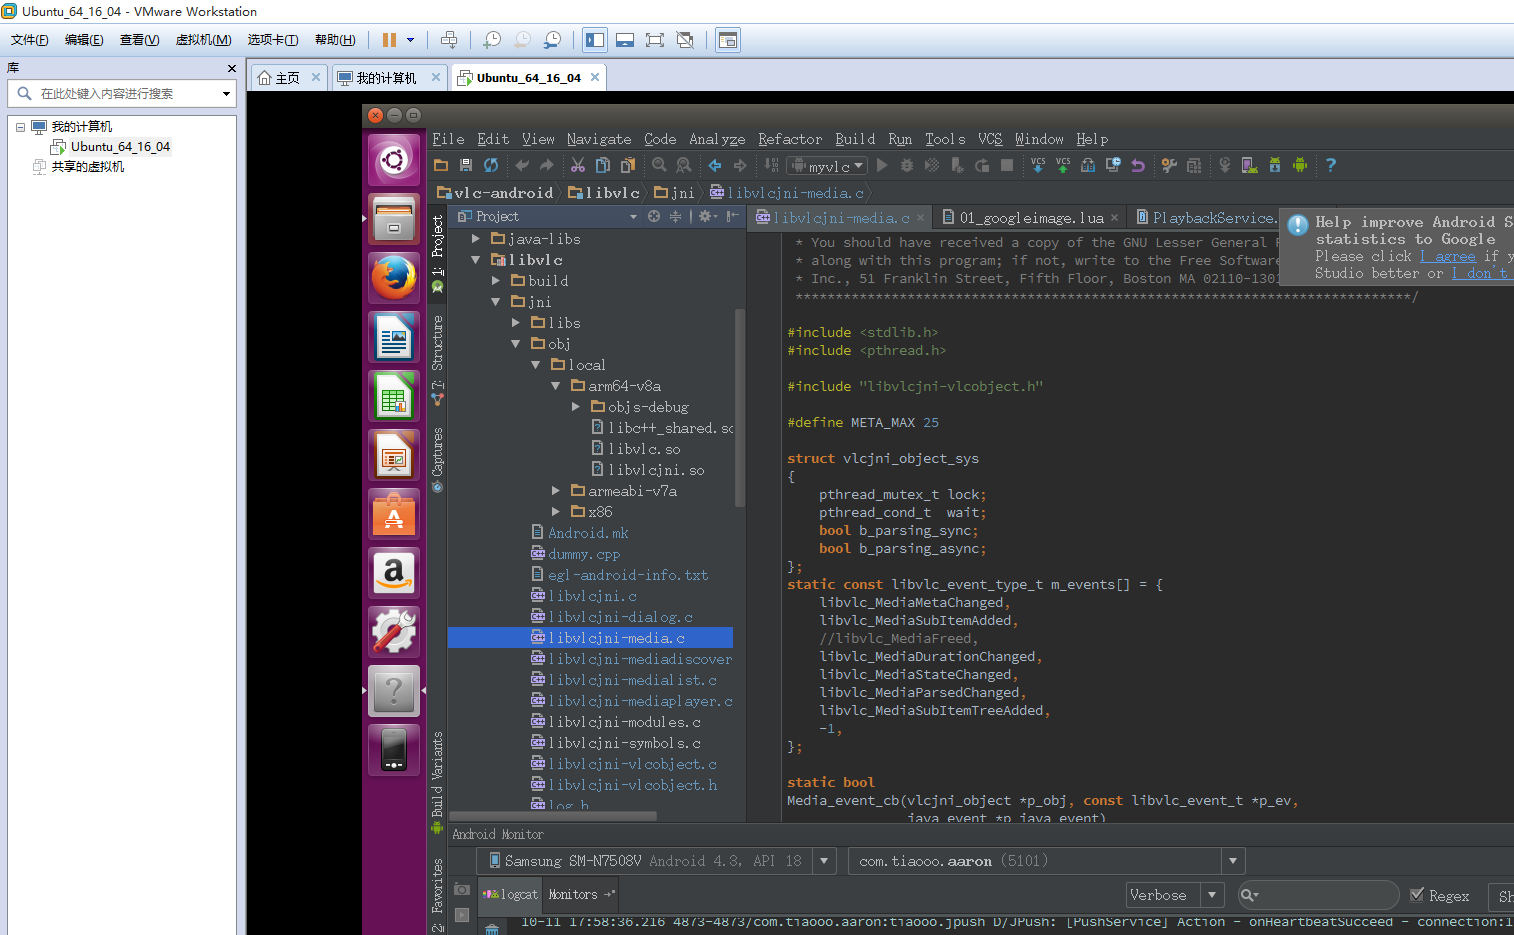 Ubuntu_64_16_04 - VMware Workstation
文件(F) 编辑(E) 查看(V) 虚拟机(M) 选项卡(T) 帮助(H)
库
在此处键入内容进行搜索
我的计算机
Ubuntu_64_16_04
共享的虚拟机
主页 我的计算机 Ubuntu_64_16_04
File Edit View Navigate Code Analyze Refactor Build Run Tools VCS Window Help
myvlc VCS VCS
vlc-android libvlc jni libvlcjni-media.c
1: Project
7: Structure
Captures
Build Variants
2: Favorites
Project
java-libs
libvlc
build
jni
libs
obj
local
arm64-v8a
objs-debug
libc++_shared.so
libvlc.so
libvlcjni.so
armeabi-v7a
x86
Android.mk
dummy.cpp
egl-android-info.txt
libvlcjni.c
libvlcjni-dialog.c
libvlcjni-media.c
libvlcjni-mediadiscover
libvlcjni-medialist.c
libvlcjni-mediaplayer.c
libvlcjni-modules.c
libvlcjni-symbols.c
libvlcjni-vlcobject.c
libvlcjni-vlcobject.h
log.h
libvlcjni-media.c 01_googleimage.lua PlaybackService.
Help improve Android S
statistics to Google
Please click I agree if y
Studio better or I don't
* You should have received a copy of the GNU Lesser General
* along with this program; if not, write to the Free Software
* Inc., 51 Franklin Street, Fifth Floor, Boston MA 02110-1301
*****************************************************************************/
#include <stdlib.h>
#include <pthread.h>
#include "libvlcjni-vlcobject.h"
#define META_MAX 25
struct vlcjni_object_sys
{
pthread_mutex_t lock;
pthread_cond_t  wait;
bool b_parsing_sync;
bool b_parsing_async;
};
static const libvlc_event_type_t m_events[] = {
libvlc_MediaMetaChanged,
libvlc_MediaSubItemAdded,
//libvlc_MediaFreed,
libvlc_MediaDurationChanged,
libvlc_MediaStateChanged,
libvlc_MediaParsedChanged,
libvlc_MediaSubItemTreeAdded,
-1,
};
static bool
Media_event_cb(vlcjni_object *p_obj, const libvlc_event_t *p_ev,
java_event *p_java_event)
Android Monitor
Samsung SM-N7508V Android 4.3, API 18 com.tiaooo.aaron (5101)
logcat Monitors Verbose Regex Sh
10-11 17:58:36.216 4873-4873/com.tiaooo.aaron:tiaooo.jpush D/JPush: [PushService] Action - onHeartbeatSucceed - connection:1